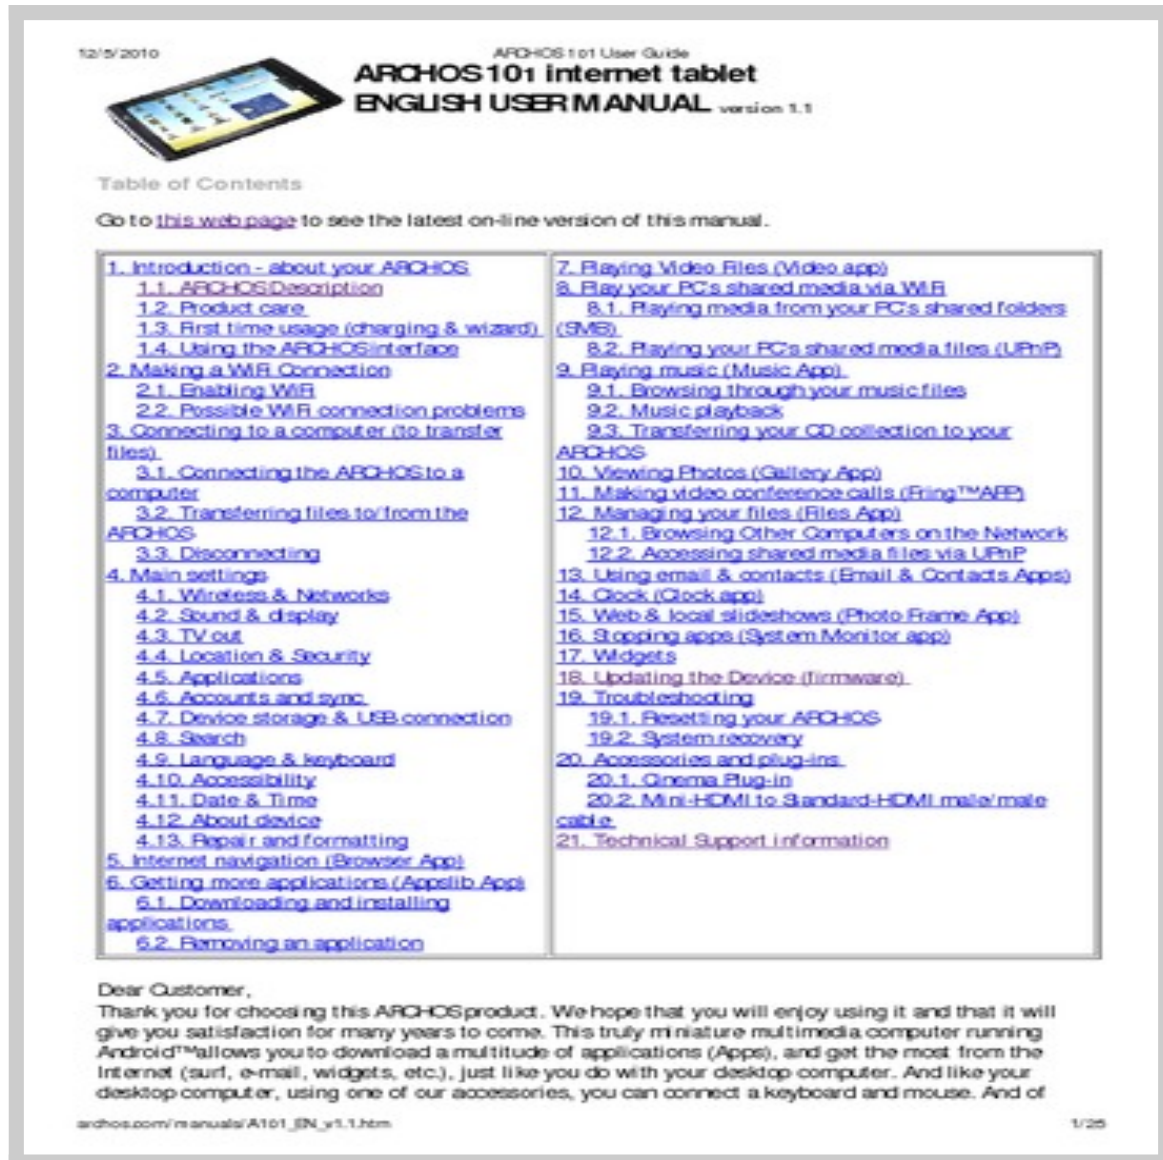 12/5/2010
ARCHOS 101 User Guide
ARCHOS 101 internet tablet
ENGLISH USER MANUAL version 1.1
Table of Contents
Go to this web page to see the latest on-line version of this manual.
1. Introduction - about your ARCHOS
1.1. ARCHOS Description
1.2. Product care
1.3. First time usage (charging & wizard)
1.4. Using the ARCHOS interface
2. Making a WiFi Connection
2.1. Enabling WiFi
2.2. Possible WiFi connection problems
3. Connecting to a computer (to transfer
files)
3.1. Connecting the ARCHOS to a
computer
3.2. Transferring files to/from the
ARCHOS
3.3. Disconnecting
4. Main settings
4.1. Wireless & Networks
4.2. Sound & display
4.3. TV out
4.4. Location & Security
4.5. Applications
4.6. Accounts and sync
4.7. Device storage & USB connection
4.8. Search
4.9. Language & keyboard
4.10. Accessibility
4.11. Date & Time
4.12. About device
4.13. Repair and formatting
5. Internet navigation (Browser App)
6. Getting more applications (Appslib App)
6.1. Downloading and installing
applications
6.2. Removing an application
7. Playing Video Files (Video app)
8. Play your PC's shared media via WiFi
8.1. Playing media from your PC's shared folders
(SMB)
8.2. Playing your PC's shared media files (UPnP)
9. Playing music (Music App)
9.1. Browsing through your music files
9.2. Music playback
9.3. Transferring your CD collection to your
ARCHOS
10. Viewing Photos (Gallery App)
11. Making video conference calls (Fring™APP)
12. Managing your files (Files App)
12.1. Browsing Other Computers on the Network
12.2. Accessing shared media files via UPnP
13. Using email & contacts (Email & Contacts Apps)
14. Clock (Clock app)
15. Web & local slideshows (Photo Frame App)
16. Stopping apps (System Monitor app)
17. Widgets
18. Updating the Device (firmware)
19. Troubleshooting
19.1. Resetting your ARCHOS
19.2. System recovery
20. Accessories and plug-ins
20.1. Cinema Plug-in
20.2. Mini-HDMI to Standard-HDMI male/male
cable
21. Technical Support information
Dear Customer,
Thank you for choosing this ARCHOS product. We hope that you will enjoy using it and that it will
give you satisfaction for many years to come. This truly miniature multimedia computer running
Android™ allows you to download a multitude of applications (Apps), and get the most from the
Internet (surf, e-mail, widgets, etc.), just like you do with your desktop computer. And like your
desktop computer, using one of our accessories, you can connect a keyboard and mouse. And of
archos.com/manuals/A101_EN_v1.1.htm
1/25